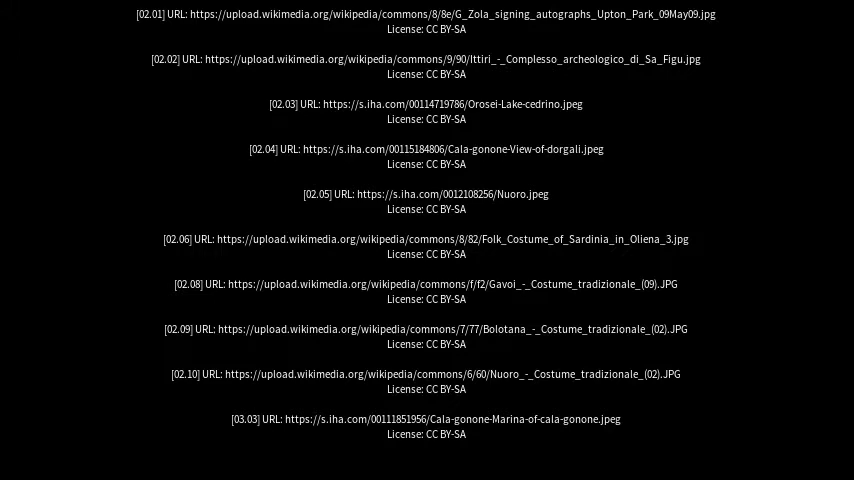 [02.01] URL: https://upload.wikimedia.org/wikipedia/commons/8/8e/G_Zola_signing_autographs_Upton_Park_09May09.jpg
License: CC BY-SA
[02.02] URL: https://upload.wikimedia.org/wikipedia/commons/9/90/Ittiri_-_Complesso_archeologico_di_Sa_Figu.jpg
License: CC BY-SA
[02.03] URL: https://s.iha.com/00114719786/Orosei-Lake-cedrino.jpeg
License: CC BY-SA
[02.04] URL: https://s.iha.com/00115184806/Cala-gonone-View-of-dorgali.jpeg
License: CC BY-SA
[02.05] URL: https://s.iha.com/0012108256/Nuoro.jpeg
License: CC BY-SA
[02.06] URL: https://upload.wikimedia.org/wikipedia/commons/8/82/Folk_Costume_of_Sardinia_in_Oliena_3.jpg
License: CC BY-SA
[02.08] URL: https://upload.wikimedia.org/wikipedia/commons/f/f2/Gavoi_-_Costume_tradizionale_(09).JPG
License: CC BY-SA
[02.09] URL: https://upload.wikimedia.org/wikipedia/commons/7/77/Bolotana_-_Costume_tradizionale_(02).JPG
License: CC BY-SA
[02.10] URL: https://upload.wikimedia.org/wikipedia/commons/6/60/Nuoro_-_Costume_tradizionale_(02).JPG
License: CC BY-SA
[03.03] URL: https://s.iha.com/00111851956/Cala-gonone-Marina-of-cala-gonone.jpeg
License: CC BY-SA